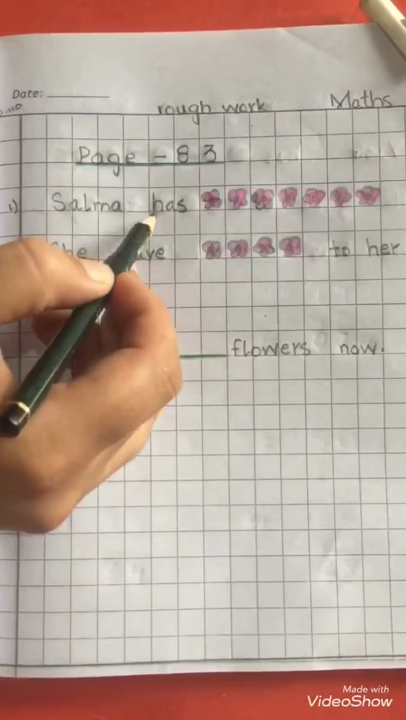 Date:
rough work Maths
Page - 83
1) Salma has
to her
flowers now.
Made with
VideoShow